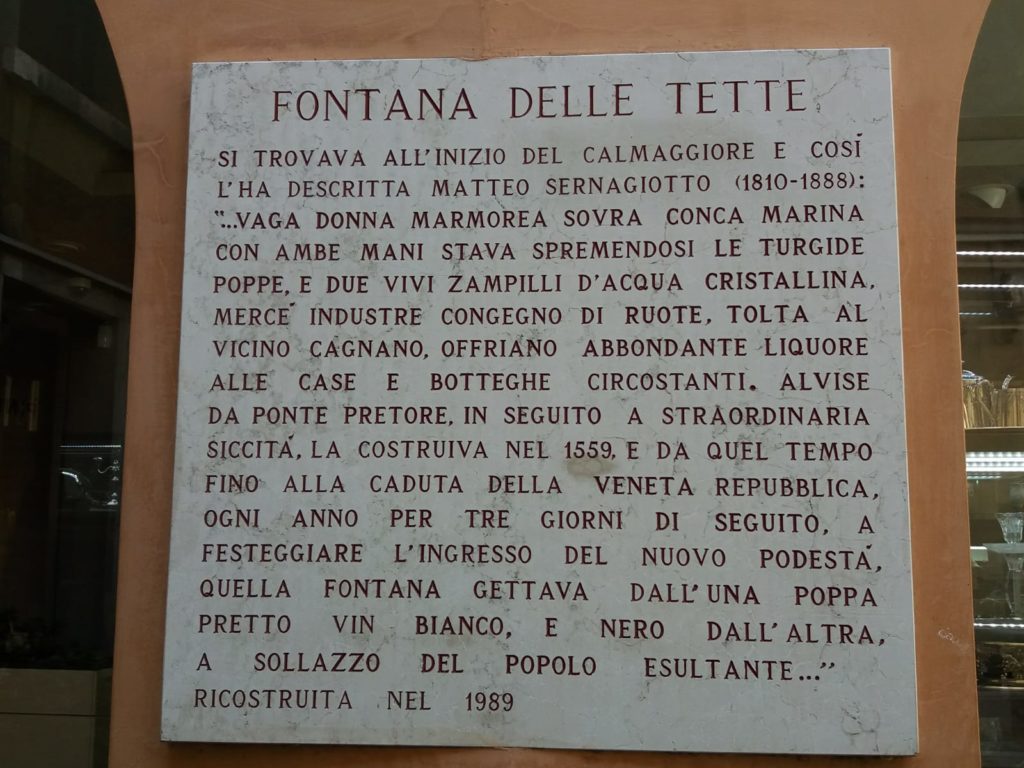 FONTANA DELLE TETTE
SI TROVAVA ALL'INIZIO DEL CALMAGGIORE E COSÍ
L'HA DESCRITTA MATTEO SERNAGIOTTO (1810-1888):
"...VAGA DONNA MARMOREA SOVRA CONCA MARINA
CON AMBE MANI STAVA SPREMENDOSI LE TURGIDE
POPPE, E DUE VIVI ZAMPILLI D'ACQUA CRISTALLINA,
MERCÉ INDUSTRE CONGEGNO DI RUOTE, TOLTA AL
VICINO CAGNANO, OFFRIANO ABBONDANTE LIQUORE
ALLE CASE E BOTTEGHE CIRCOSTANTI. ALVISE
DA PONTE PRETORE, IN SEGUITO A STRAORDINARIA
SICCITÁ, LA COSTRUIVA NEL 1559, E DA QUEL TEMPO
FINO ALLA CADUTA DELLA VENETA REPUBBLICA,
OGNI ANNO PER TRE GIORNI DI SEGUITO, A
FESTEGGIARE L'INGRESSO DEL NUOVO PODESTÁ,
QUELLA FONTANA GETTAVA DALL'UNA POPPA
PRETTO VIN BIANCO, E NERO DALL'ALTRA,
A SOLLAZZO DEL POPOLO ESULTANTE..."
RICOSTRUITA NEL 1989